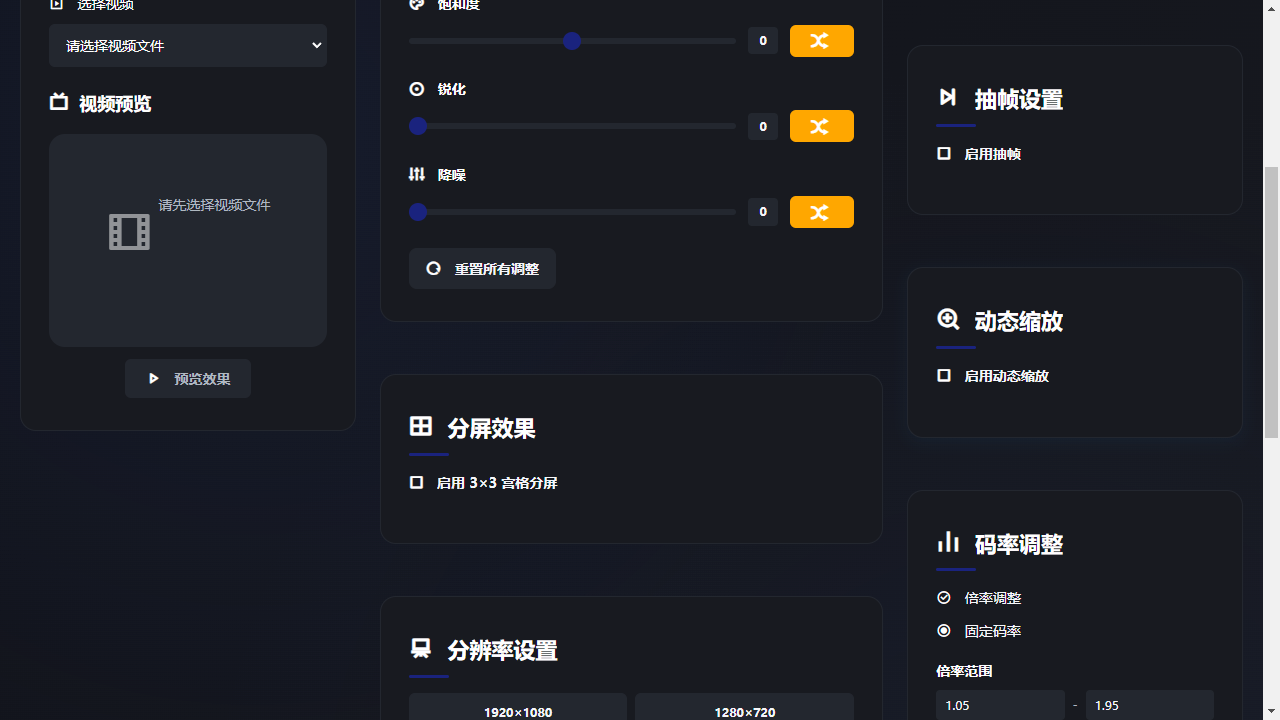 选择视频
请选择视频文件
视频预览
请先选择视频文件
预览效果
饱和度
0
锐化
0
降噪
0
重置所有调整
分屏效果
启用 3×3 宫格分屏
分辨率设置
1920×1080
1280×720
抽帧设置
启用抽帧
动态缩放
启用动态缩放
码率调整
倍率调整
固定码率
倍率范围
1.05 - 1.95